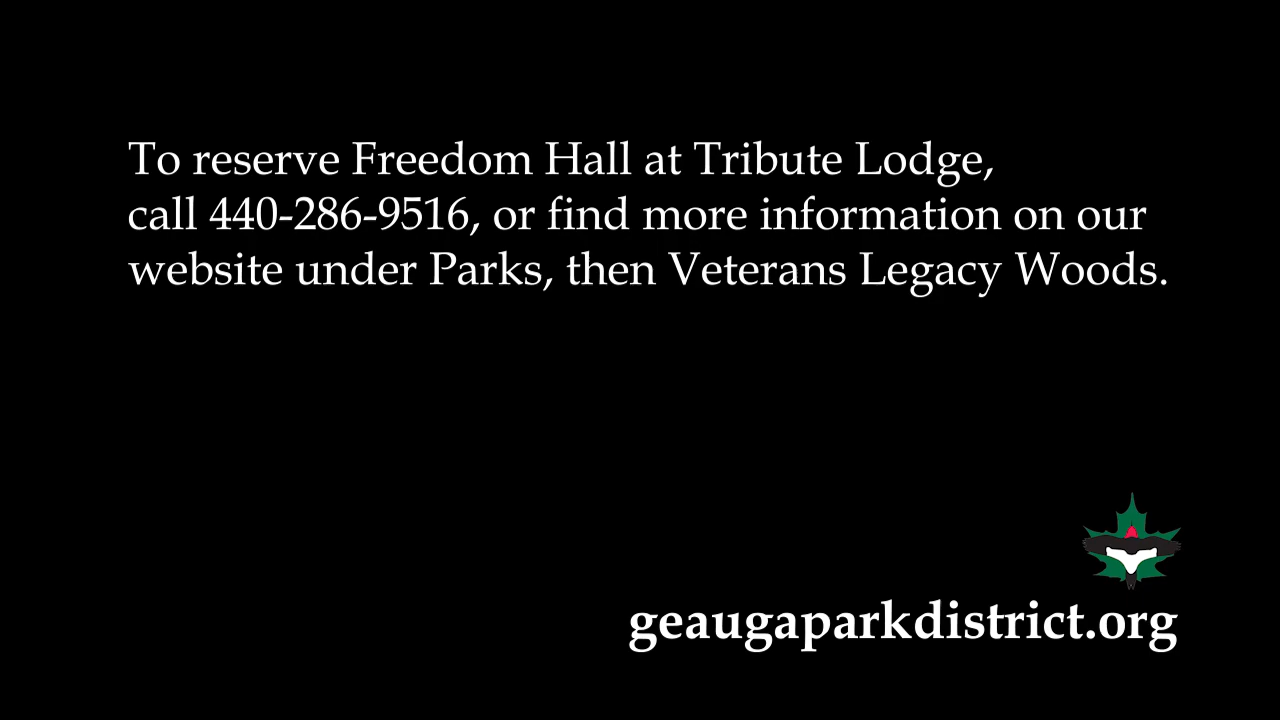 To reserve Freedom Hall at Tribute Lodge,
call 440-286-9516, or find more information on our
website under Parks, then Veterans Legacy Woods.
geaugaparkdistrict.org